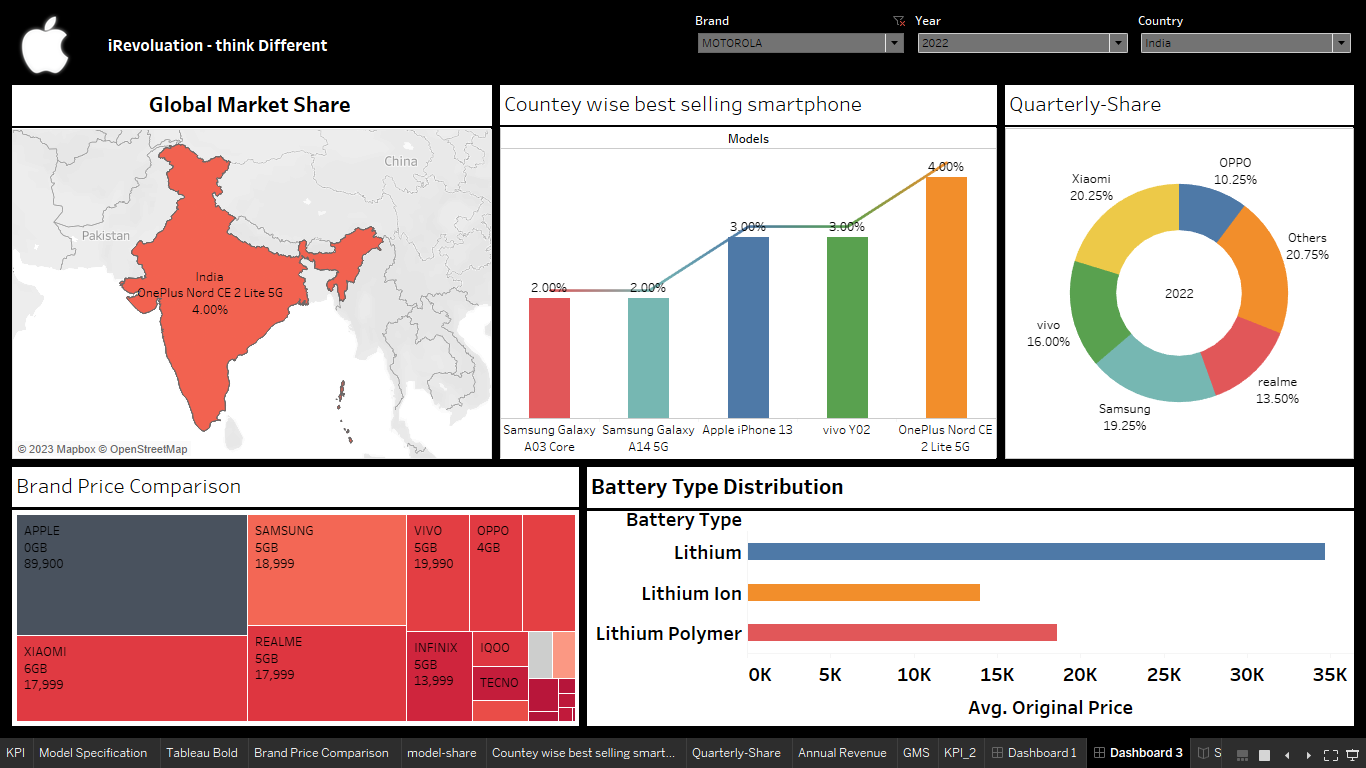 iRevoluation - think Different
Brand
Year
Country
MOTOROLA
2022
India
Global Market Share
China
Pakistan
India
OnePlus Nord CE 2 Lite 5G
4.00%
© 2023 Mapbox © OpenStreetMap
Countey wise best selling smartphone
Models
2.00%
2.00%
3.00%
3.00%
4.00%
Samsung Galaxy
A03 Core
Samsung Galaxy
A14 5G
Apple iPhone 13
vivo Y02
OnePlus Nord CE
2 Lite 5G
Quarterly-Share
OPPO
10.25%
Others
20.75%
realme
13.50%
Samsung
19.25%
vivo
16.00%
Xiaomi
20.25%
2022
Brand Price Comparison
APPLE
0GB
89,900
XIAOMI
6GB
17,999
SAMSUNG
5GB
18,999
REALME
5GB
17,999
VIVO
5GB
19,990
OPPO
4GB
INFINIX
5GB
13,999
iQOO
TECNO
Battery Type Distribution
Battery Type
Lithium
Lithium Ion
Lithium Polymer
0K 5K 10K 15K 20K 25K 30K 35K
Avg. Original Price
KPI
Model Specification
Tableau Bold
Brand Price Comparison
model-share
Countey wise best selling smart...
Quarterly-Share
Annual Revenue
GMS
KPI_2
Dashboard 1
Dashboard 3
S